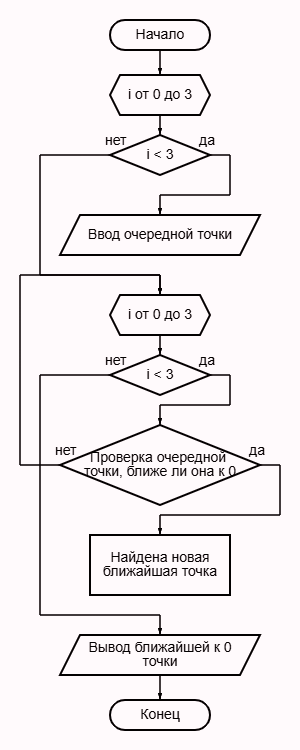 Начало
i от 0 до 3
i < 3
нет
да
Ввод очередной точки
i от 0 до 3
i < 3
нет
да
Проверка очередной
точки, ближе ли она к 0
нет
да
Найдена новая
ближайшая точка
Вывод ближайшей к 0
точки
Конец